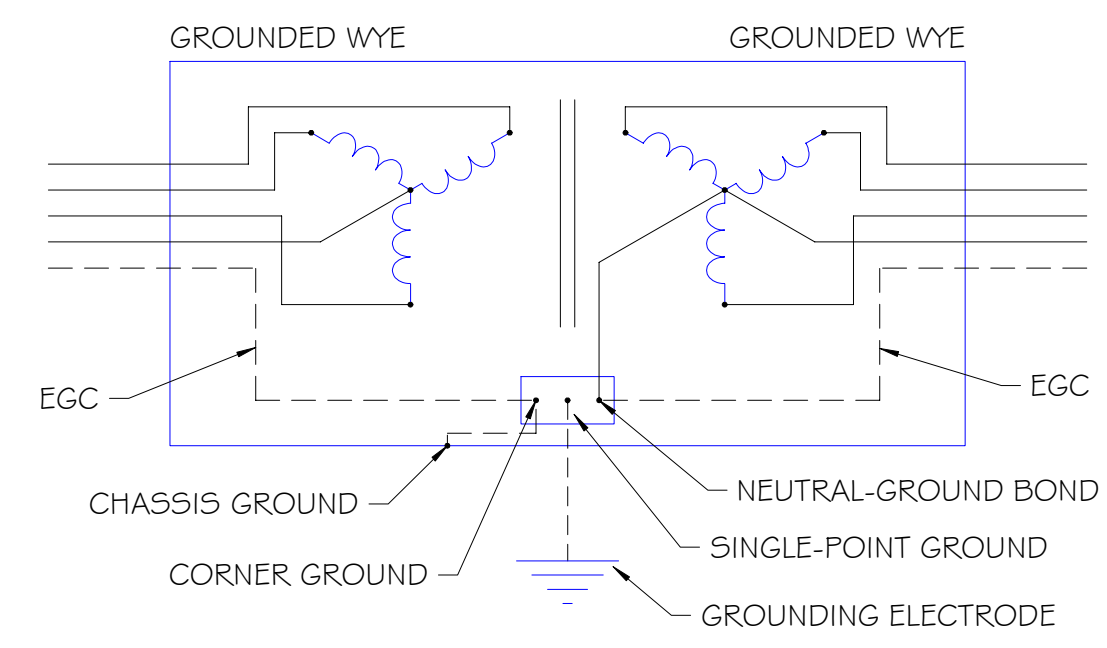 GROUNDED WYE
GROUNDED WYE
EGC
EGC
CHASSIS GROUND
NEUTRAL-GROUND BOND
SINGLE-POINT GROUND
CORNER GROUND
GROUNDING ELECTRODE